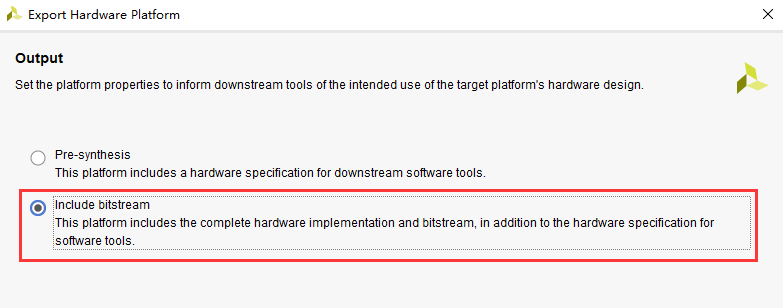 Export Hardware Platform
Output
Set the platform properties to inform downstream tools of the intended use of the target platform's hardware design.
Pre-synthesis
This platform includes a hardware specification for downstream software tools.
Include bitstream
This platform includes the complete hardware implementation and bitstream, in addition to the hardware specification for
software tools.